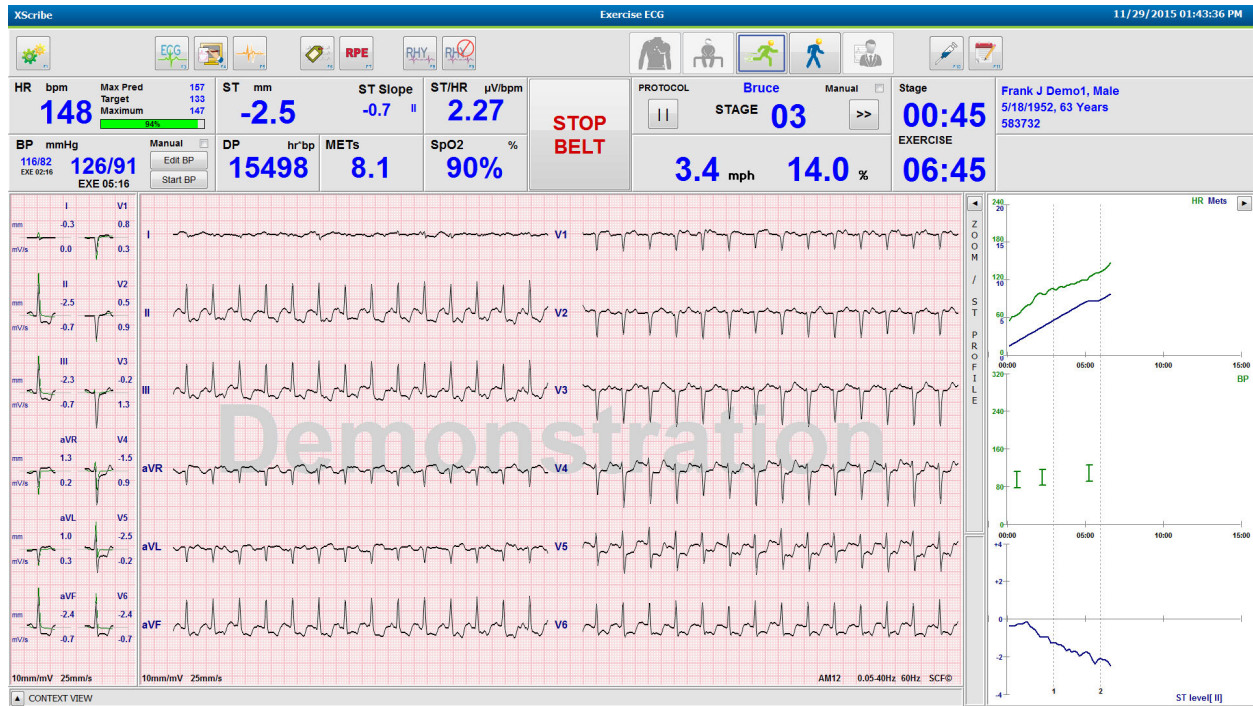 XScribe Exercise ECG 11/29/2015 01:43:36 PM
ECG RPE RHY RHY
HR bpm Max Pred 157 ST mm ST Slope ST/HR µV/bpm PROTOCOL Bruce Manual Stage Frank J Demo1, Male
148 Target 133 -2.5 -0.7 II 2.27 STOP || STAGE 03 >> 00:45 5/18/1952, 63 Years
Maximum 147 BELT EXERCISE 583732
94%
BP mmHg Manual DP hr*bp METs SpO2 %
116/82 126/91 Edit BP 15498 8.1 90% 3.4 mph 14.0 % 06:45
EXE 02:16 EXE 05:16 Start BP
I V1
mm -0.3 0.8
mV/s 0.0 0.3
II V2
mm -2.5 0.5
mV/s -0.7 0.9
III V3
mm -2.3 -0.2
mV/s -0.7 1.3
aVR V4
mm 1.3 -1.5
mV/s 0.2 0.9
aVL V5
mm 1.0 -2.5
mV/s 0.3 -0.2
aVF V6
mm -2.4 -2.4
mV/s -0.7 -0.7
10mm/mV 25mm/s
I V1
II V2
III V3
Demonstration
aVR V4
aVL V5
aVF V6
10mm/mV 25mm/s AM12 0.05-40Hz 60Hz SCF©
ZOOM / ST PROFILE
240 HR Mets
20
180
15
120
10
60
5
0
0
00:00 05:00 10:00 15:00
320 BP
240
160
80
0
00:00 05:00 10:00 15:00
+4
+2
0
-2
-4 1 2 ST level[ II]
CONTEXT VIEW